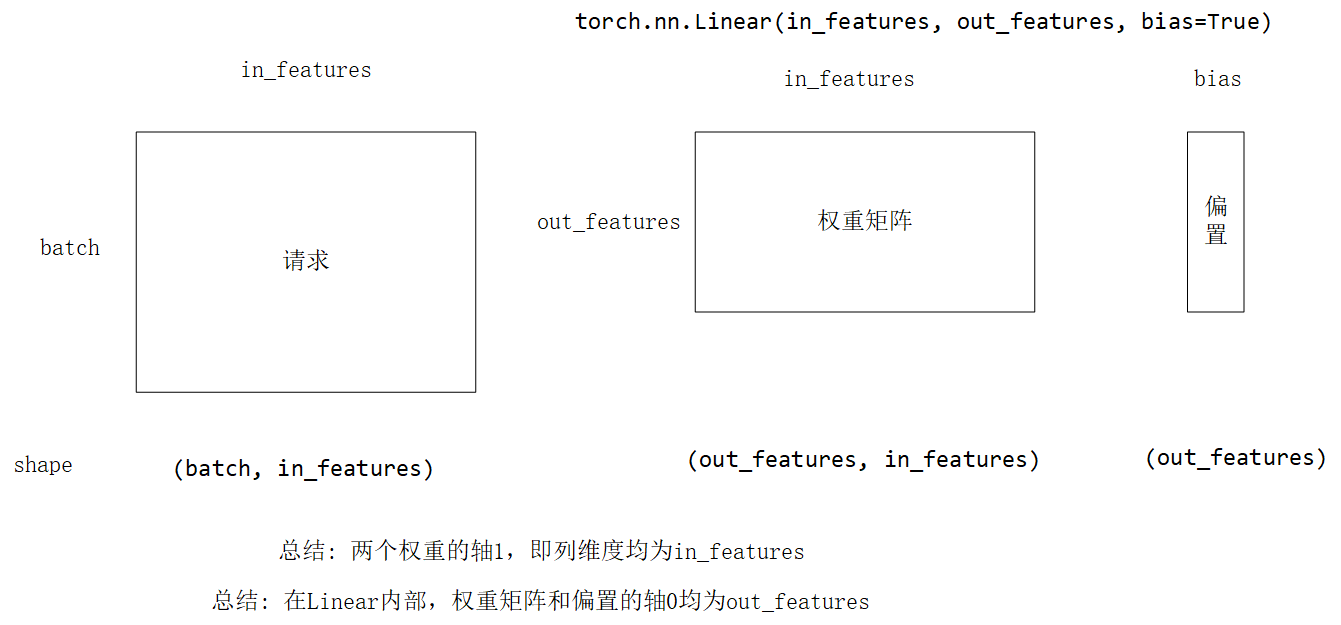 torch.nn.Linear(in_features, out_features, bias=True)
in_features
in_features
bias
batch
请求
out_features
权重矩阵
偏
置
shape
(batch, in_features)
(out_features, in_features)
(out_features)
总结: 两个权重的轴1，即列维度均为in_features
总结: 在Linear内部，权重矩阵和偏置的轴0均为out_features